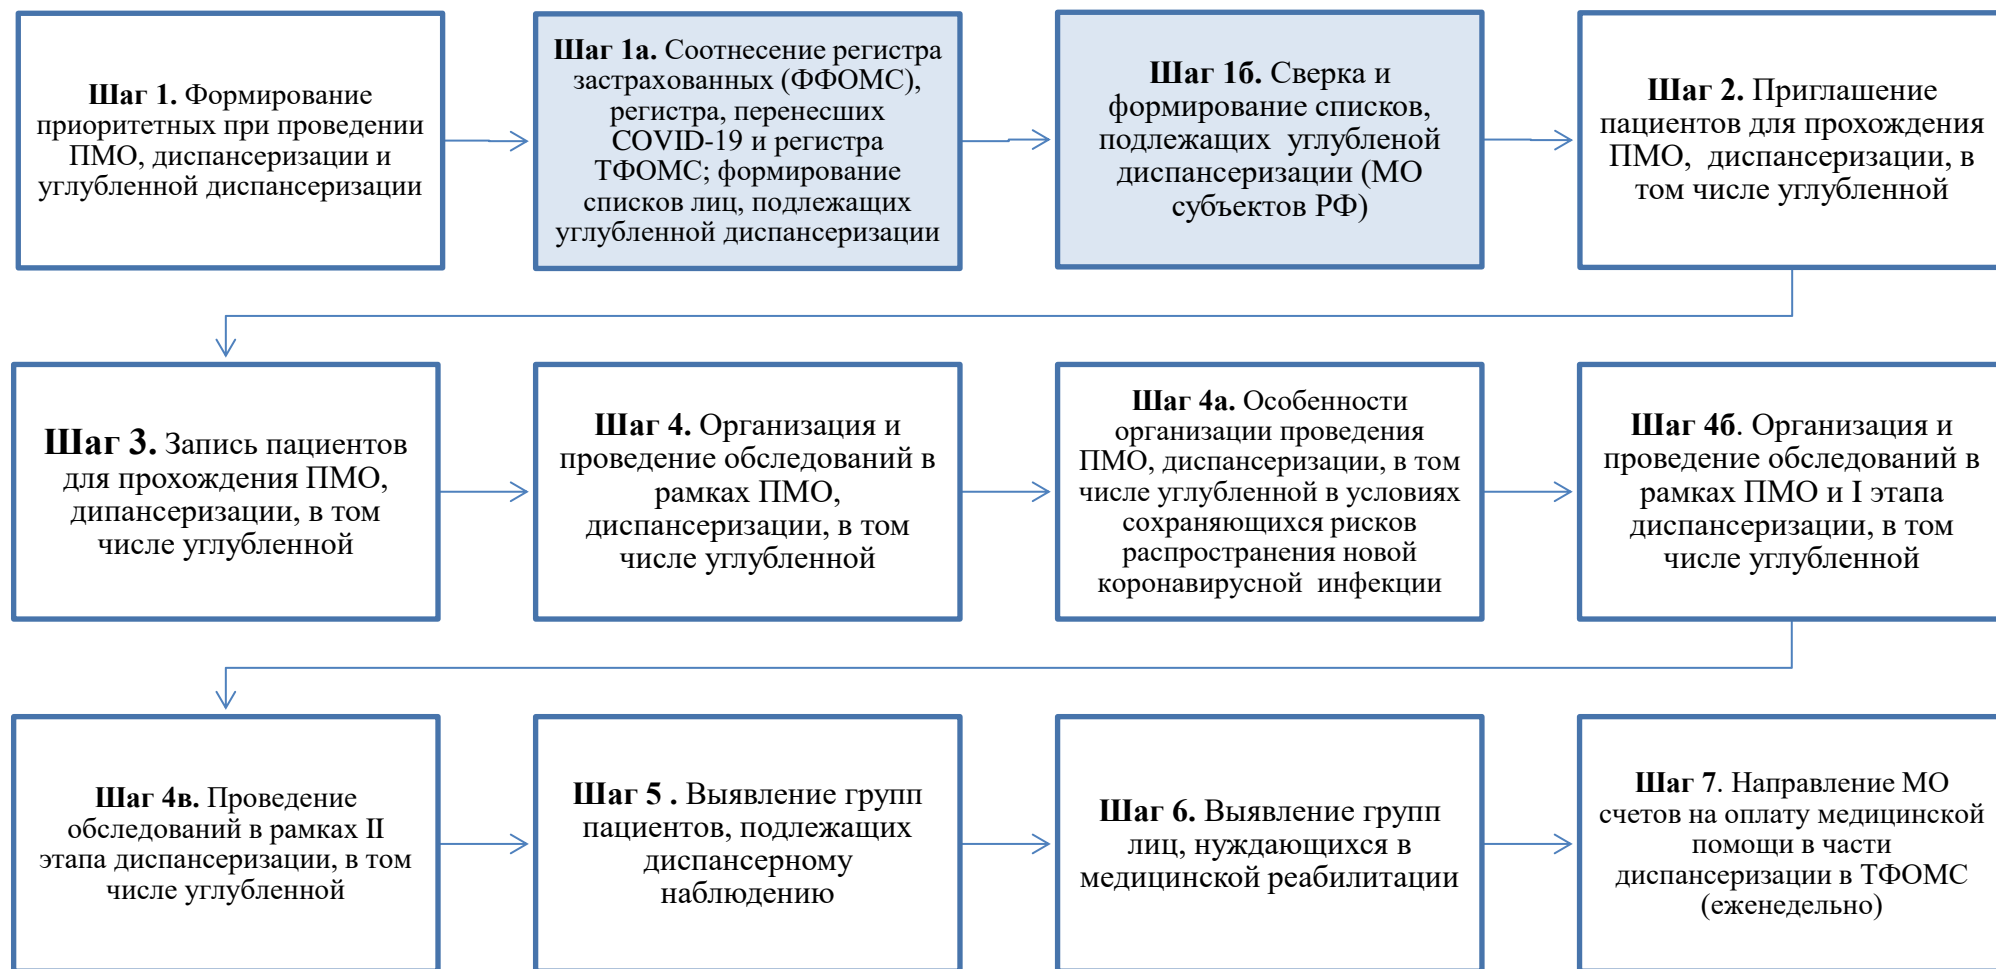 Шаг 1. Формирование
приоритетных при проведении
ПМО, диспансеризации и
углубленной диспансеризации
Шаг 1а. Соотнесение регистра
застрахованных (ФФОМС),
регистра, перенесших
COVID-19 и регистра
ТФОМС; формирование
списков лиц, подлежащих
углубленной диспансеризации
Шаг 1б. Сверка и
формирование списков,
подлежащих углубленой
диспансеризации (МО
субъектов РФ)
Шаг 2. Приглашение
пациентов для прохождения
ПМО, диспансеризации, в
том числе углубленной
Шаг 3. Запись пациентов
для прохождения ПМО,
дипансеризации, в том
числе углубленной
Шаг 4. Организация и
проведение обследований в
рамках ПМО,
диспансеризации, в том
числе углубленной
Шаг 4а. Особенности
организации проведения
ПМО, диспансеризации, в том
числе углубленной в условиях
сохраняющихся рисков
распространения новой
коронавирусной инфекции
Шаг 4б. Организация и
проведение обследований в
рамках ПМО и I этапа
диспансеризации, в том
числе углубленной
Шаг 4в. Проведение
обследований в рамках II
этапа диспансеризации, в том
числе углубленной
Шаг 5 . Выявление групп
пациентов, подлежащих
диспансерному
наблюдению
Шаг 6. Выявление групп
лиц, нуждающихся в
медицинской реабилитации
Шаг 7. Направление МО
счетов на оплату медицинской
помощи в части
диспансеризации в ТФОМС
(еженедельно)